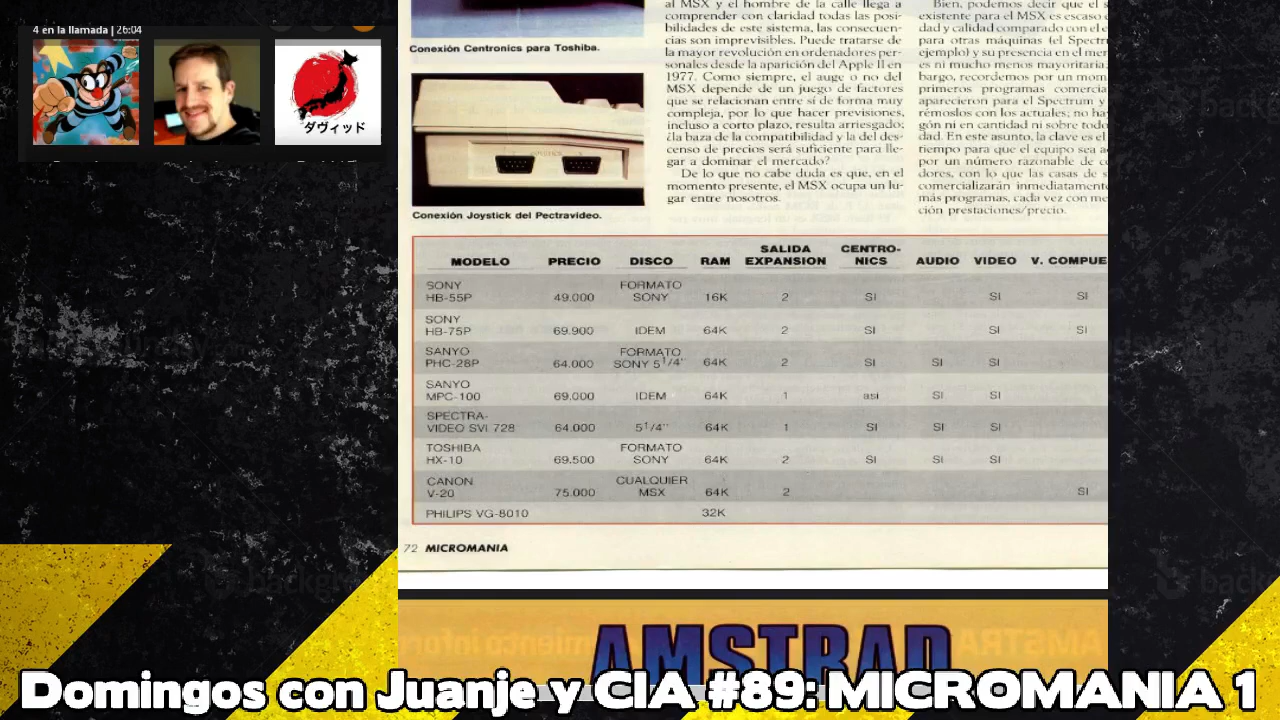 4 en la llamada | 26:04
ダヴィッド
Conexión Centronics para Toshiba.
Conexión Joystick del Pectravideo.
al MSX y el hombre de la calle llega a
comprender con claridad todas las posi-
bilidades de este sistema, las consecuen-
cias son imprevisibles. Puede tratarse de
la mayor revolución en ordenadores per-
sonales desde la aparición del Apple II en
1977. Como siempre, el auge o no del
MSX depende de un juego de factores
que se relacionan entre sí de forma muy
compleja, por lo que hacer previsiones,
incluso a corto plazo, resulta arriesgado;
¿la baza de la compatibilidad y la del des-
censo de precios será suficiente para lle-
gar a dominar el mercado?
De lo que no cabe duda es que, en el
momento presente, el MSX ocupa un lu-
gar entre nosotros.
Bien, podemos decir que el s
existente para el MSX es escaso e
dad y calidad comparado con el
para otras máquinas (el Spectr
ejemplo) y su presencia en el mer
es ni mucho menos mayoritaria
bargo, recordemos por un mom
primeros programas comercia
aparecieron para el Spectrum y
rémoslos con los actuales; no ha
gón ni en cantidad ni sobre todo
dad. En este asunto, la clave es el
tiempo para que el equipo sea a
por un número razonable de c
dores, con lo que las casas de s
comercializarán inmediatamente
más programas, cada vez con me
ción prestaciones/precio.
MODELO PRECIO DISCO RAM SALIDA EXPANSION CENTRO-NICS AUDIO VIDEO V. COMPUE
SONY
HB-55P 49.000 FORMATO SONY 16K 2 SI SI SI
SONY
HB-75P 69.900 IDEM 64K 2 SI SI SI
SANYO
PHC-28P 64.000 FORMATO SONY 5 1/4" 64K 2 SI SI SI
SANYO
MPC-100 69.000 IDEM 64K 1 asi SI SI
SPECTRA-
VIDEO SVI 728 64.000 5 1/4" 64K 1 SI SI SI
TOSHIBA
HX-10 69.500 FORMATO SONY 64K 2 SI SI SI
CANON
V-20 75.000 CUALQUIER MSX 64K 2 SI
PHILIPS VG-8010 32K
72 MICROMANIA
AMSTRAD
Domingos con Juanje y CIA #89: MICROMANIA 1